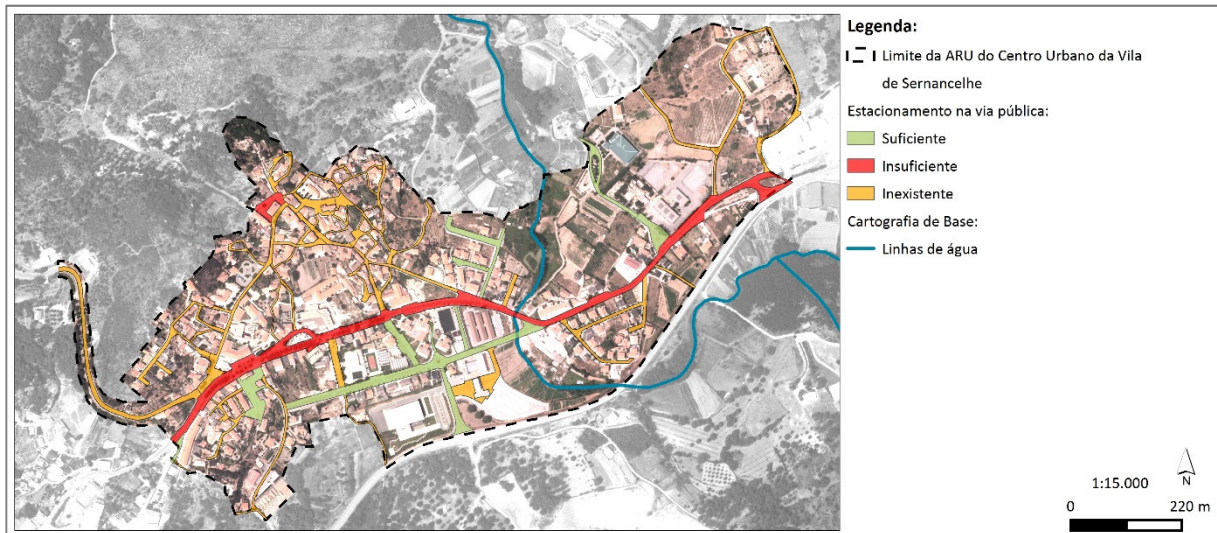 Legenda:
Limite da ARU do Centro Urbano da Vila
de Sernancelhe
Estacionamento na via pública:
Suficiente
Insuficiente
Inexistente
Cartografia de Base:
Linhas de água
1:15.000
N
0 220 m